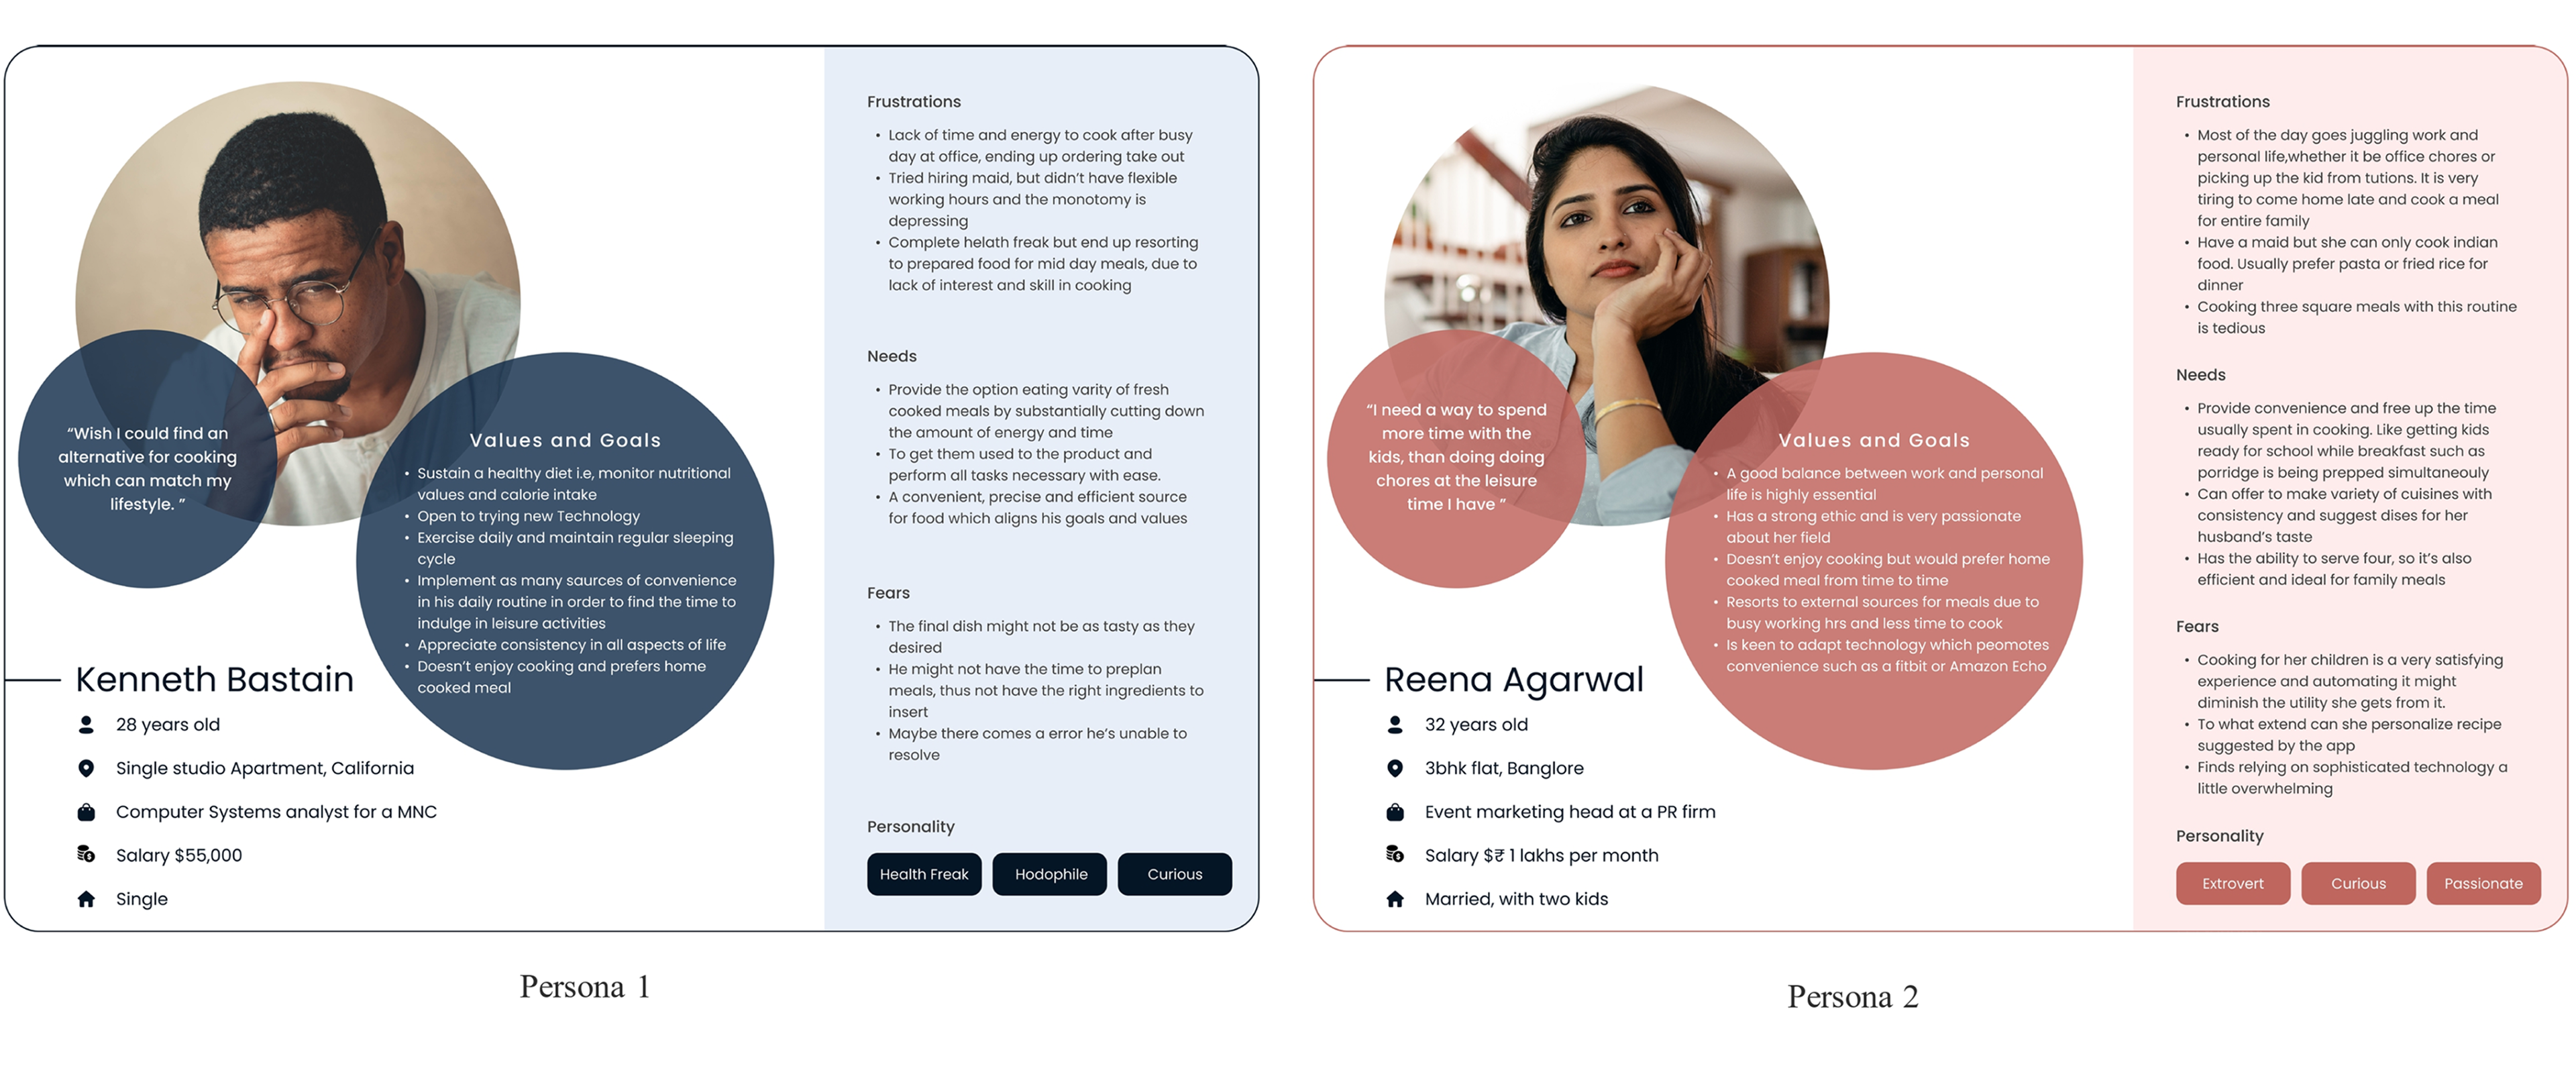 “Wish I could find an
alternative for cooking
which can match my
lifestyle. ”
Values and Goals
• Sustain a healthy diet i.e, monitor nutritional
values and calorie intake
• Open to trying new Technology
• Exercise daily and maintain regular sleeping
cycle
• Implement as many saurces of convenience
in his daily routine in order to find the time to
indulge in leisure activities
• Appreciate consistency in all aspects of life
• Doesn’t enjoy cooking and prefers home
cooked meal
Kenneth Bastain
28 years old
Single studio Apartment, California
Computer Systems analyst for a MNC
Salary $55,000
Single
Frustrations
• Lack of time and energy to cook after busy
day at office, ending up ordering take out
• Tried hiring maid, but didn’t have flexible
working hours and the monotomy is
depressing
• Complete helath freak but end up resorting
to prepared food for mid day meals, due to
lack of interest and skill in cooking
Needs
• Provide the option eating varity of fresh
cooked meals by substantially cutting down
the amount of energy and time
• To get them used to the product and
perform all tasks necessary with ease.
• A convenient, precise and efficient source
for food which aligns his goals and values
Fears
• The final dish might not be as tasty as they
desired
• He might not have the time to preplan
meals, thus not have the right ingredients to
insert
• Maybe there comes a error he’s unable to
resolve
Personality
Health Freak Hodophile Curious
Persona 1
“I need a way to spend
more time with the
kids, than doing doing
chores at the leisure
time I have ”
Values and Goals
• A good balance between work and personal
life is highly essential
• Has a strong ethic and is very passionate
about her field
• Doesn’t enjoy cooking but would prefer home
cooked meal from time to time
• Resorts to external sources for meals due to
busy working hrs and less time to cook
• Is keen to adapt technology which peomotes
convenience such as a fitbit or Amazon Echo
Reena Agarwal
32 years old
3bhk flat, Banglore
Event marketing head at a PR firm
Salary $₹ 1 lakhs per month
Married, with two kids
Frustrations
• Most of the day goes juggling work and
personal life,whether it be office chores or
picking up the kid from tutions. It is very
tiring to come home late and cook a meal
for entire family
• Have a maid but she can only cook indian
food. Usually prefer pasta or fried rice for
dinner
• Cooking three square meals with this routine
is tedious
Needs
• Provide convenience and free up the time
usually spent in cooking. Like getting kids
ready for school while breakfast such as
porridge is being prepped simultaneouly
• Can offer to make variety of cuisines with
consistency and suggest dises for her
husband’s taste
• Has the ability to serve four, so it’s also
efficient and ideal for family meals
Fears
• Cooking for her children is a very satisfying
experience and automating it might
diminish the utility she gets from it.
• To what extend can she personalize recipe
suggested by the app
• Finds relying on sophisticated technology a
little overwhelming
Personality
Extrovert Curious Passionate
Persona 2